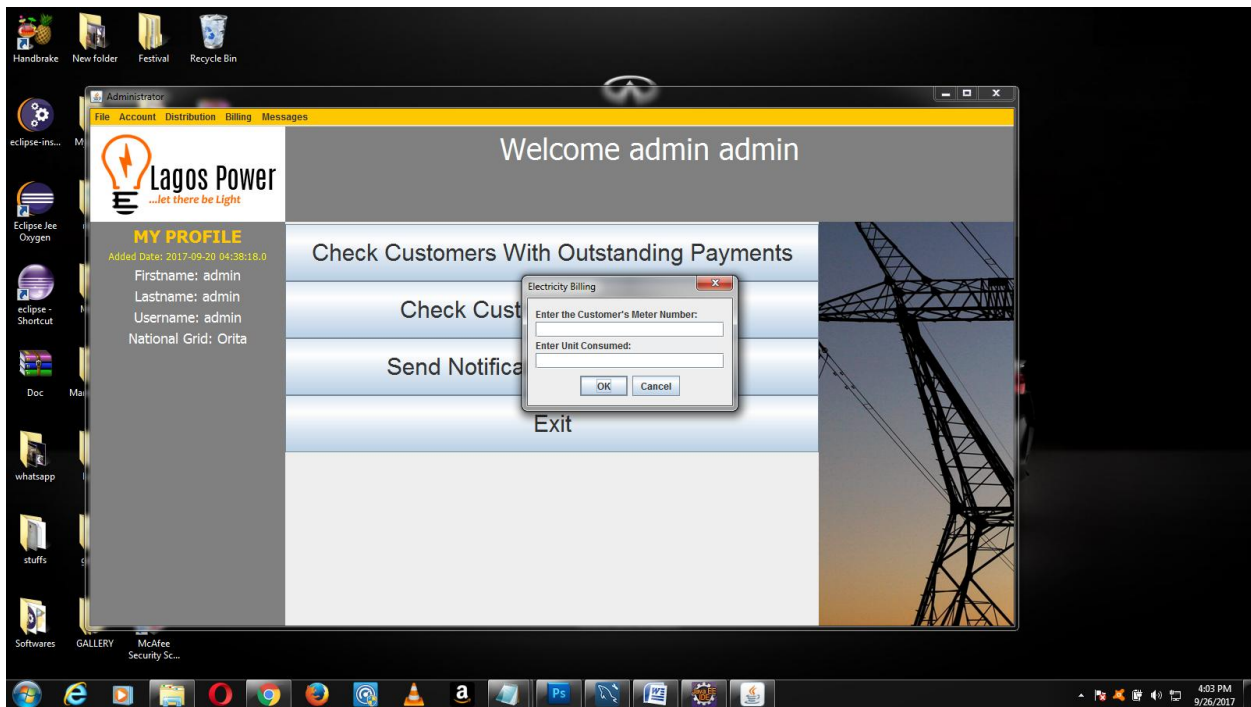 Handbrake
New folder
Festival
Recycle Bin
Administrator
File Account Distribution Billing Messages
eclipse-ins...
Lagos Power
...let there be Light
Welcome admin admin
Eclipse Jee
Oxygen
MY PROFILE
Added Date: 2017-09-20 04:38:18.0
Firstname: admin
Lastname: admin
Username: admin
National Grid: Orita
Check Customers With Outstanding Payments
Check Cust
Send Notifica
Exit
Electricity Billing
Enter the Customer's Meter Number:
Enter Unit Consumed:
OK Cancel
eclipse -
Shortcut
Doc
Ma
whatsapp
stuffs
Softwares
GALLERY
McAfee
Security Sc...
a
Ps
4:03 PM
9/26/2017